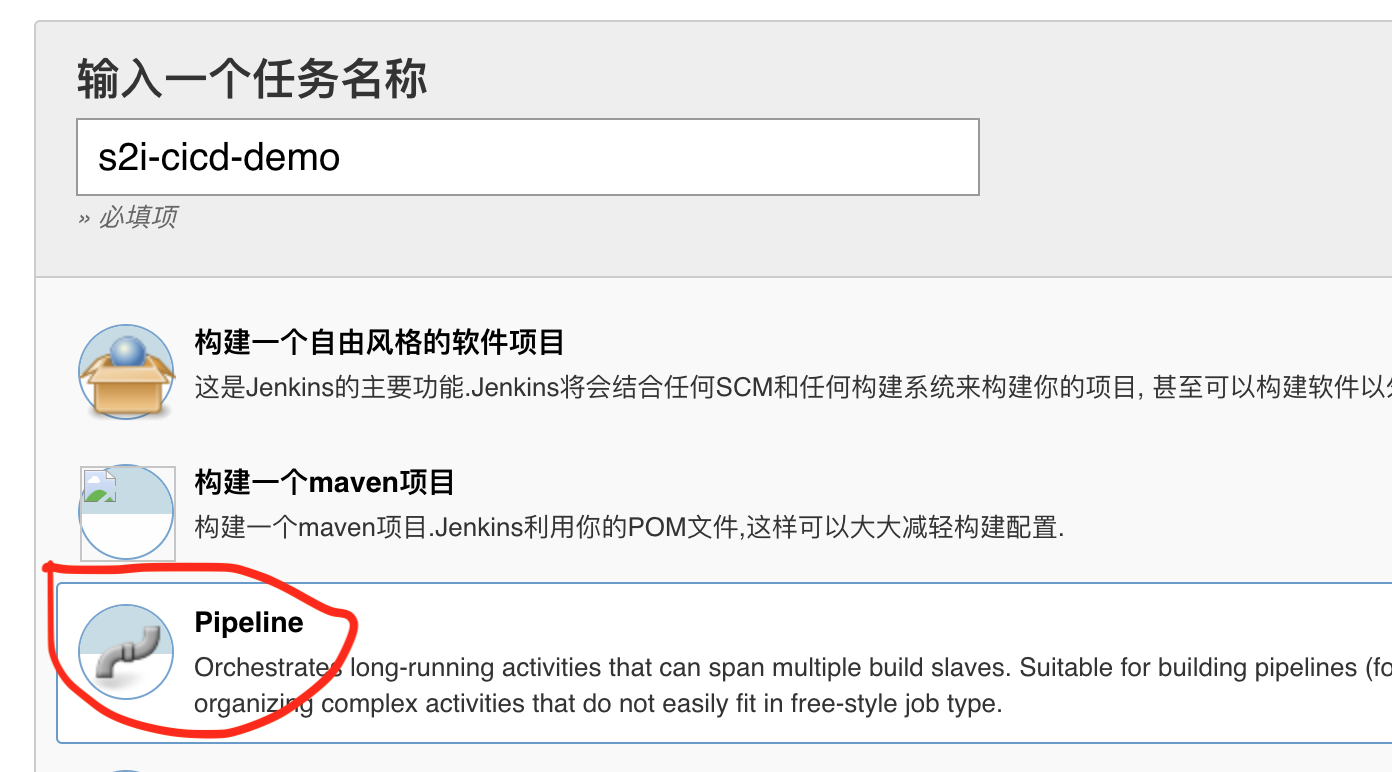 输入一个任务名称
s2i-cicd-demo
» 必填项
构建一个自由风格的软件项目
这是Jenkins的主要功能.Jenkins将会结合任何SCM和任何构建系统来构建你的项目, 甚至可以构建软件以
构建一个maven项目
构建一个maven项目.Jenkins利用你的POM文件,这样可以大大减轻构建配置.
Pipeline
Orchestrates long-running activities that can span multiple build slaves. Suitable for building pipelines (fo
organizing complex activities that do not easily fit in free-style job type.